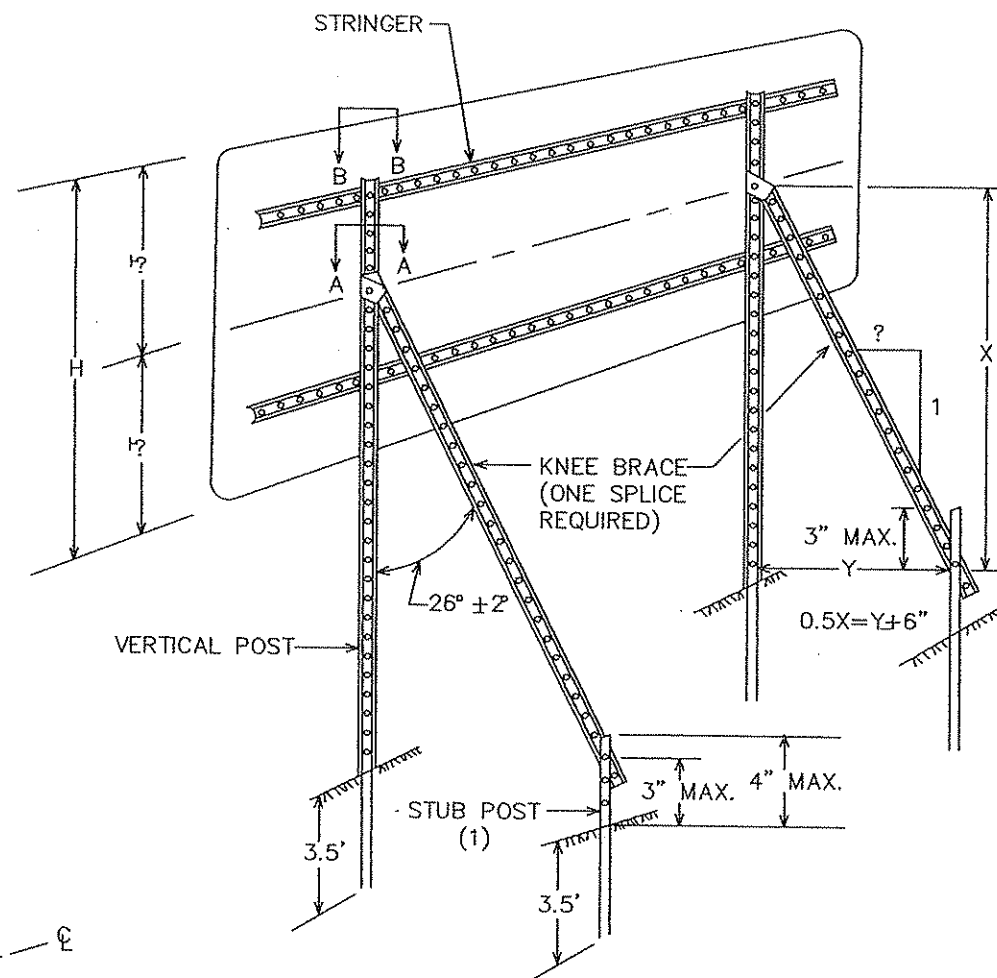 STRINGER
B
B
A
A
H
?
?
X
?
1
KNEE BRACE
(ONE SPLICE
REQUIRED)
3" MAX.
Y
26° ±2°
0.5X=Y±6"
VERTICAL POST
3" MAX.
4" MAX.
STUB POST
(1)
3.5'
3.5'
℄